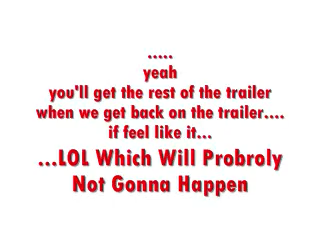 .....
yeah
you'll get the rest of the trailer
when we get back on the trailer....
if feel like it...
...LOL Which Will Probroly
Not Gonna Happen